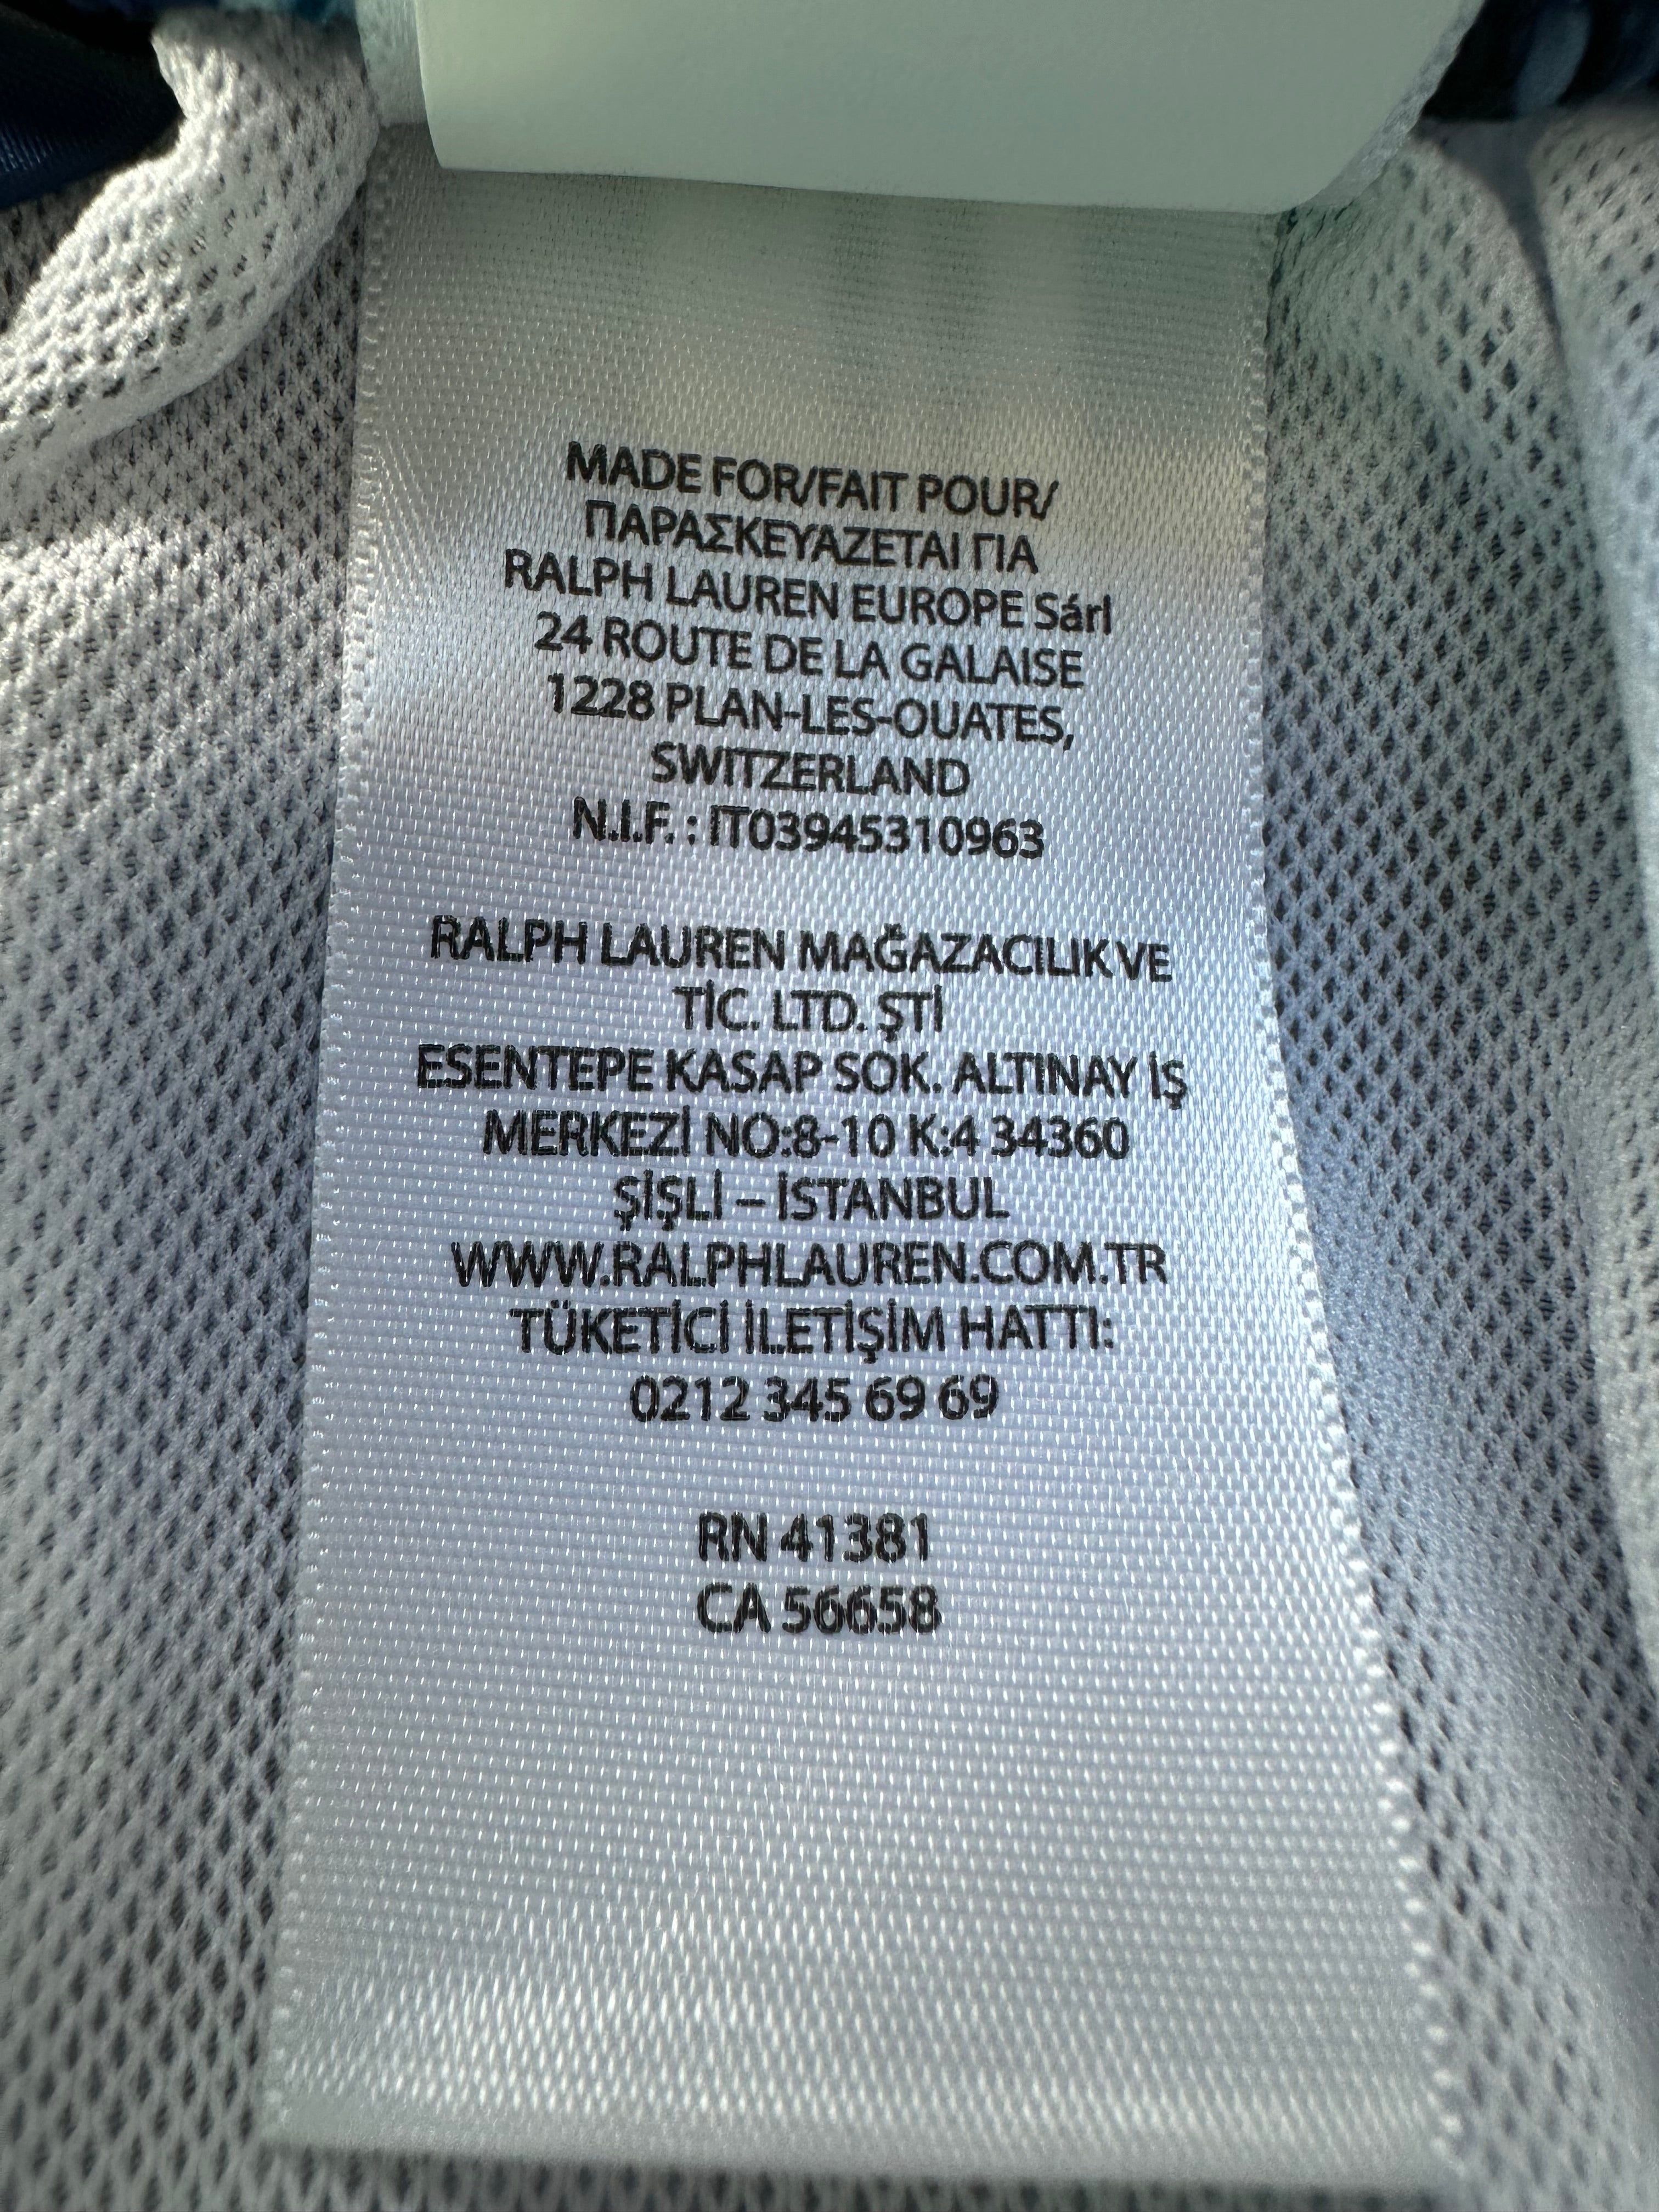 MADE FOR/FAIT POUR/
ΠΑΡΑΣΚΕΥΑΖΕΤΑΙ ΓΙΑ
RALPH LAUREN EUROPE Sárl
24 ROUTE DE LA GALAISE
1228 PLAN-LES-OUATES,
SWITZERLAND
N.I.F. : IT03945310963
RALPH LAUREN MAĞAZACILIK VE
TİC. LTD. ŞTİ
ESENTEPE KASAP SOK. ALTINAY İŞ
MERKEZİ NO:8-10 K:4 34360
ŞİŞLİ – İSTANBUL
WWW.RALPHLAUREN.COM.TR
TÜKETİCİ İLETİŞİM HATTI:
0212 345 69 69
RN 41381
CA 56658